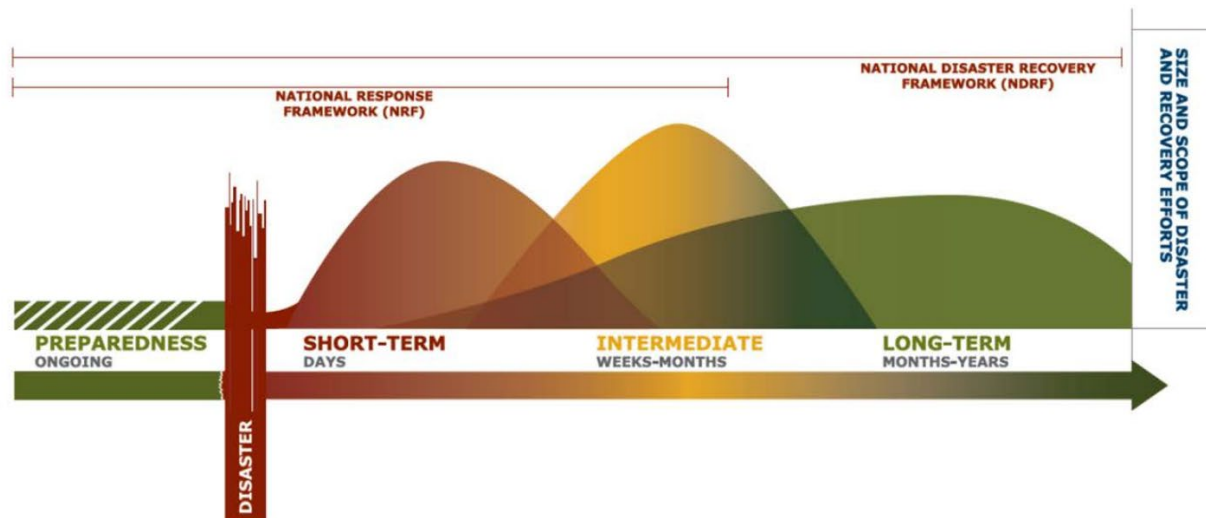 NATIONAL DISASTER RECOVERY
FRAMEWORK (NDRF)
NATIONAL RESPONSE
FRAMEWORK (NRF)
SIZE AND SCOPE OF DISASTER
AND RECOVERY EFFORTS
PREPAREDNESS
ONGOING
SHORT-TERM
DAYS
INTERMEDIATE
WEEKS-MONTHS
LONG-TERM
MONTHS-YEARS
DISASTER